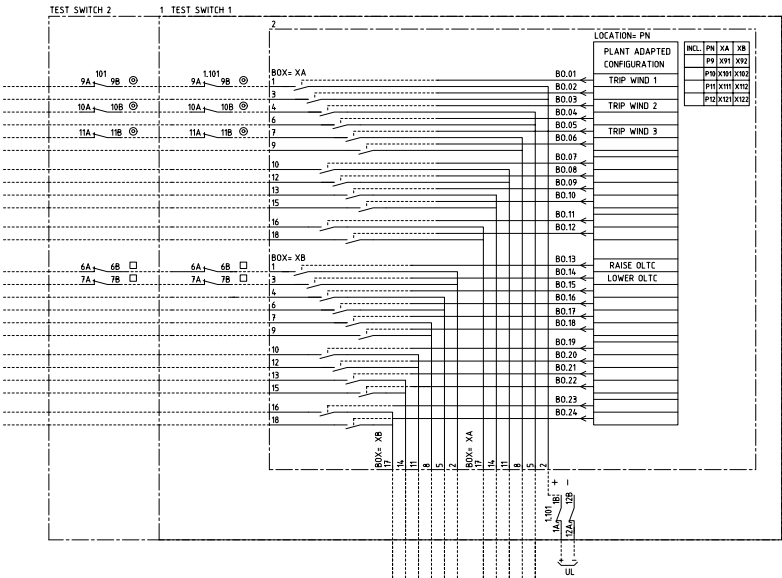 TEST SWITCH 2
1 TEST SWITCH 1
2
LOCATION= PN
PLANT ADAPTED
CONFIGURATION
INCL. PN XA XB
P9 X91 X92
P10 X101 X102
P11 X111 X112
P12 X121 X122
101
9A 9B
1.101
9A 9B
10A 10B
10A 10B
11A 11B
11A 11B
BOX= XA
1
3
4
6
7
9
10
12
13
15
16
18
BO.01
BO.02
BO.03
BO.04
BO.05
BO.06
BO.07
BO.08
BO.09
BO.10
BO.11
BO.12
TRIP WIND 1
TRIP WIND 2
TRIP WIND 3
6A 6B
6A 6B
7A 7B
7A 7B
BOX= XB
1
3
4
6
7
9
10
12
13
15
16
18
BO.13
BO.14
BO.15
BO.16
BO.17
BO.18
BO.19
BO.20
BO.21
BO.22
BO.23
BO.24
RAISE OLTC
LOWER OLTC
BOX= XB
17 14 11 8 5 2
BOX= XA
17 14 11 8 5 2
+ -
1.101
1A 1B
12A 12B
+ -
UL